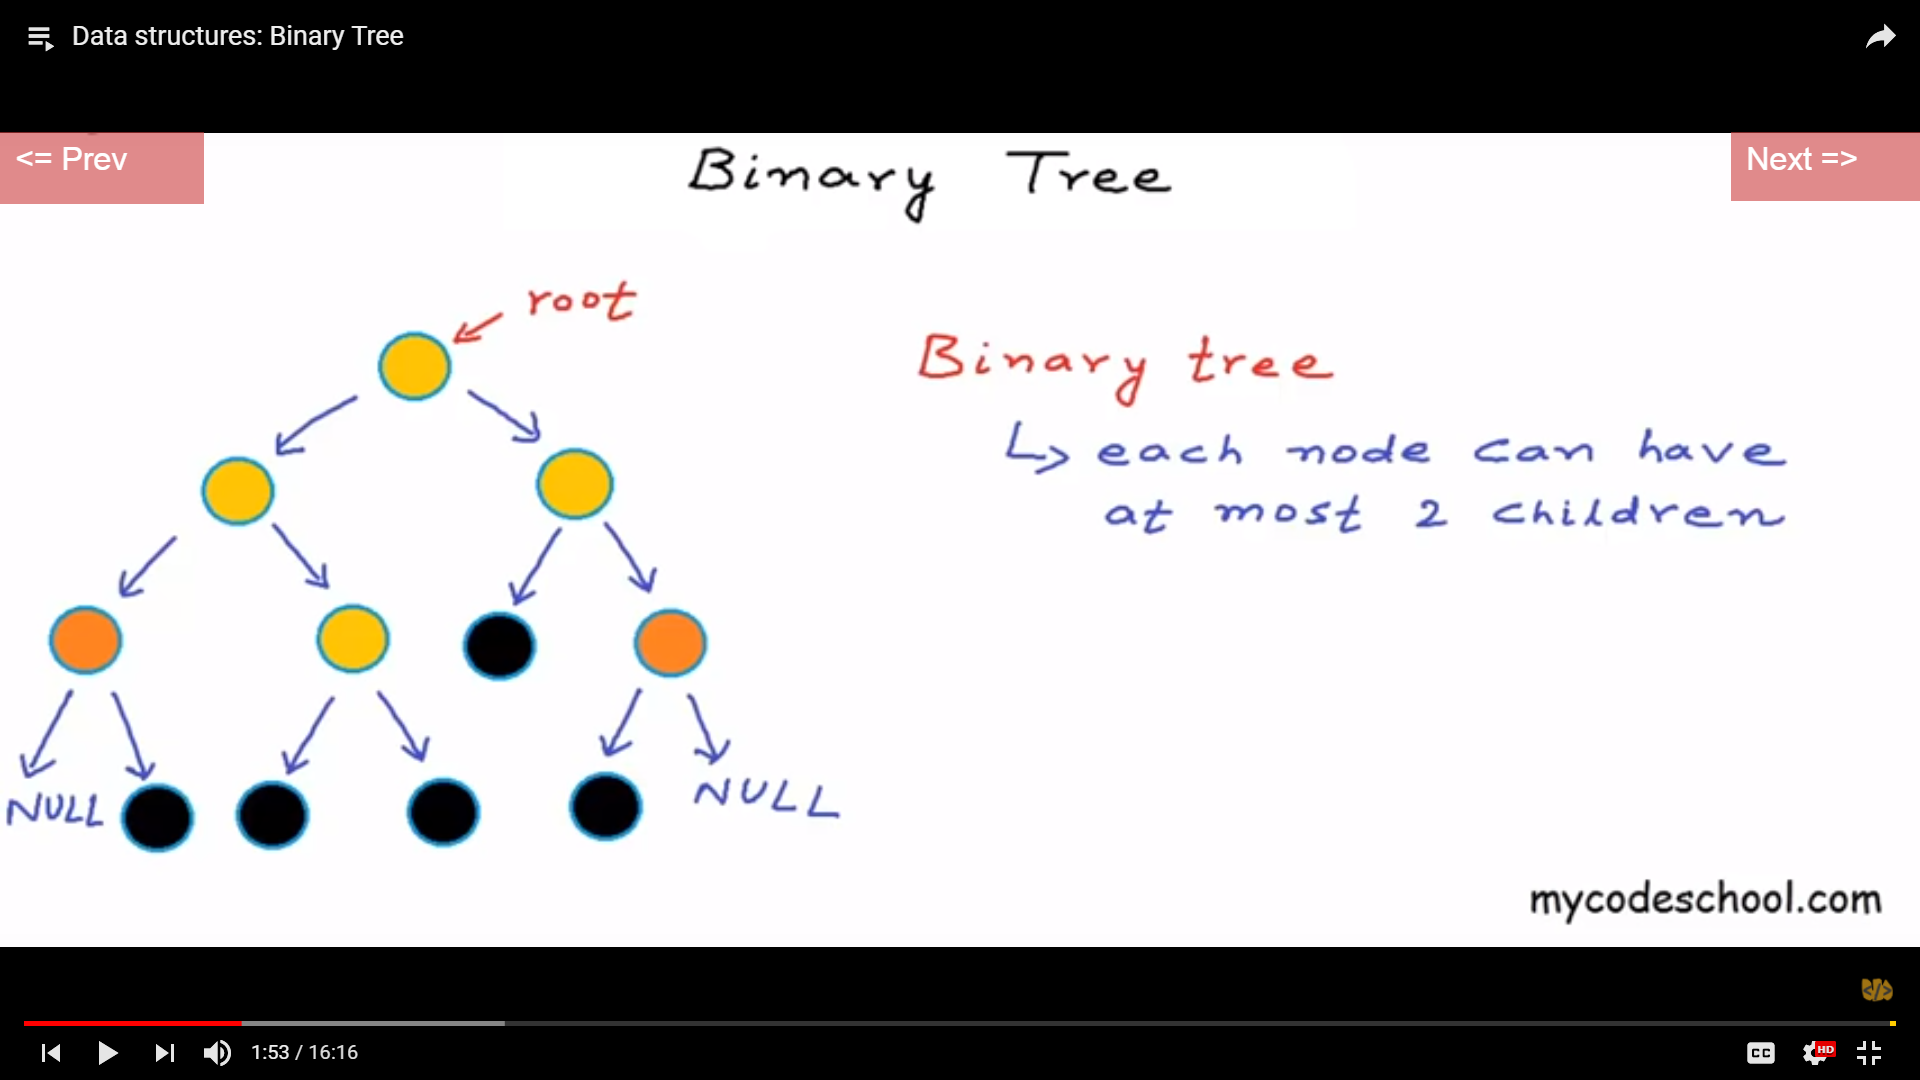 Data structures: Binary Tree
<= Prev
Next =>
Binary Tree
root
Binary tree
each node can have
at most 2 children
NULL
NULL
mycodeschool.com
</>
1:53 / 16:16
CC
HD